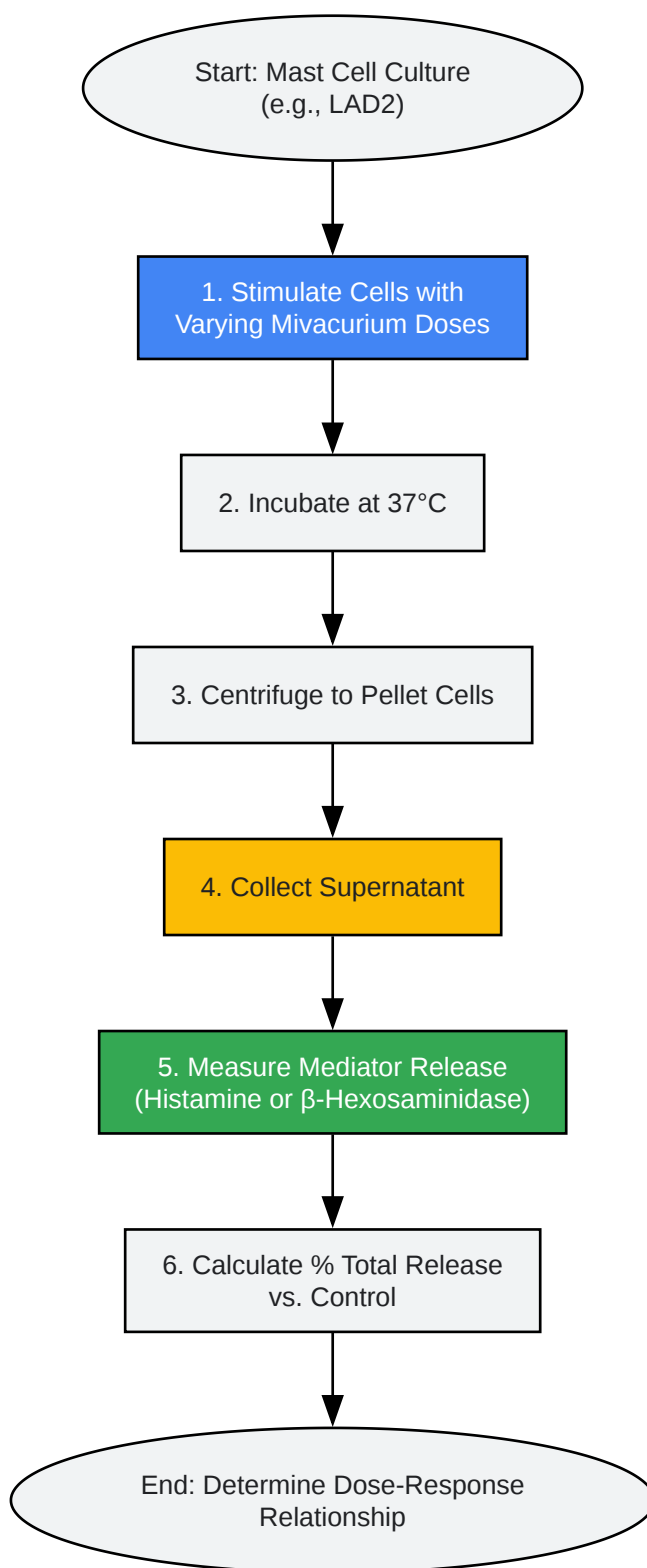 Start: Mast Cell Culture
(e.g., LAD2)
1. Stimulate Cells with
Varying Mivacurium Doses
2. Incubate at 37°C
3. Centrifuge to Pellet Cells
4. Collect Supernatant
5. Measure Mediator Release
(Histamine or β-Hexosaminidase)
6. Calculate % Total Release
vs. Control
End: Determine Dose-Response
Relationship